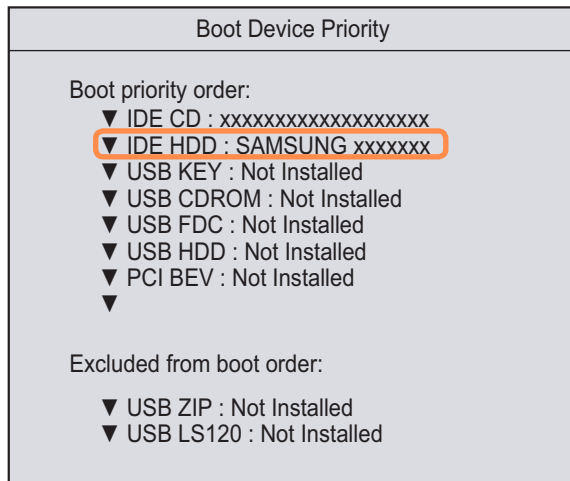 Boot Device Priority
Boot priority order:
▼ IDE CD : xxxxxxxxxxxxxxxxxxx
▼ IDE HDD : SAMSUNG xxxxxxx
▼ USB KEY : Not Installed
▼ USB CDROM : Not Installed
▼ USB FDC : Not Installed
▼ USB HDD : Not Installed
▼ PCI BEV : Not Installed
▼
Excluded from boot order:
▼ USB ZIP : Not Installed
▼ USB LS120 : Not Installed